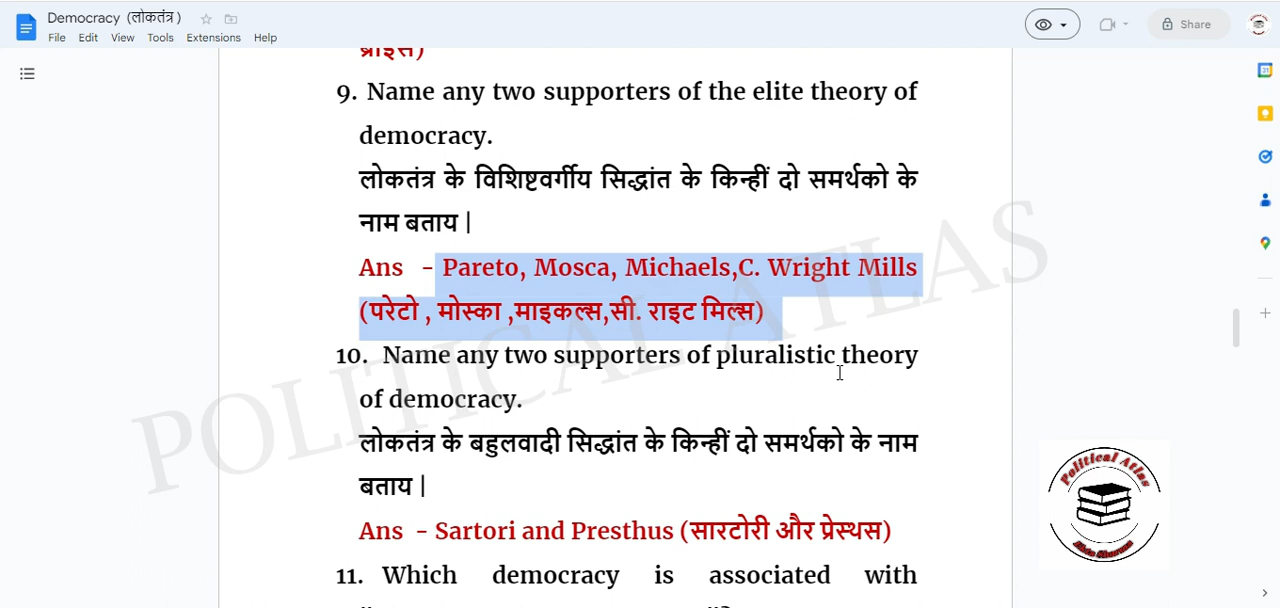 Democracy (लोकतंत्र )
File Edit View Tools Extensions Help
Share
ब्राइस)
9. Name any two supporters of the elite theory of
democracy.
लोकतंत्र के विशिष्टवर्गीय सिद्धांत के किन्हीं दो समर्थको के
नाम बताय |
Ans - Pareto, Mosca, Michaels,C. Wright Mills
(परेटो , मोस्का ,माइकल्स,सी. राइट मिल्स)
10. Name any two supporters of pluralistic theory
of democracy.
लोकतंत्र के बहुलवादी सिद्धांत के किन्हीं दो समर्थको के नाम
बताय |
Ans - Sartori and Presthus (सारटोरी और प्रेस्थस)
11. Which democracy is associated with
POLITICAL ATLAS
Political Atlas